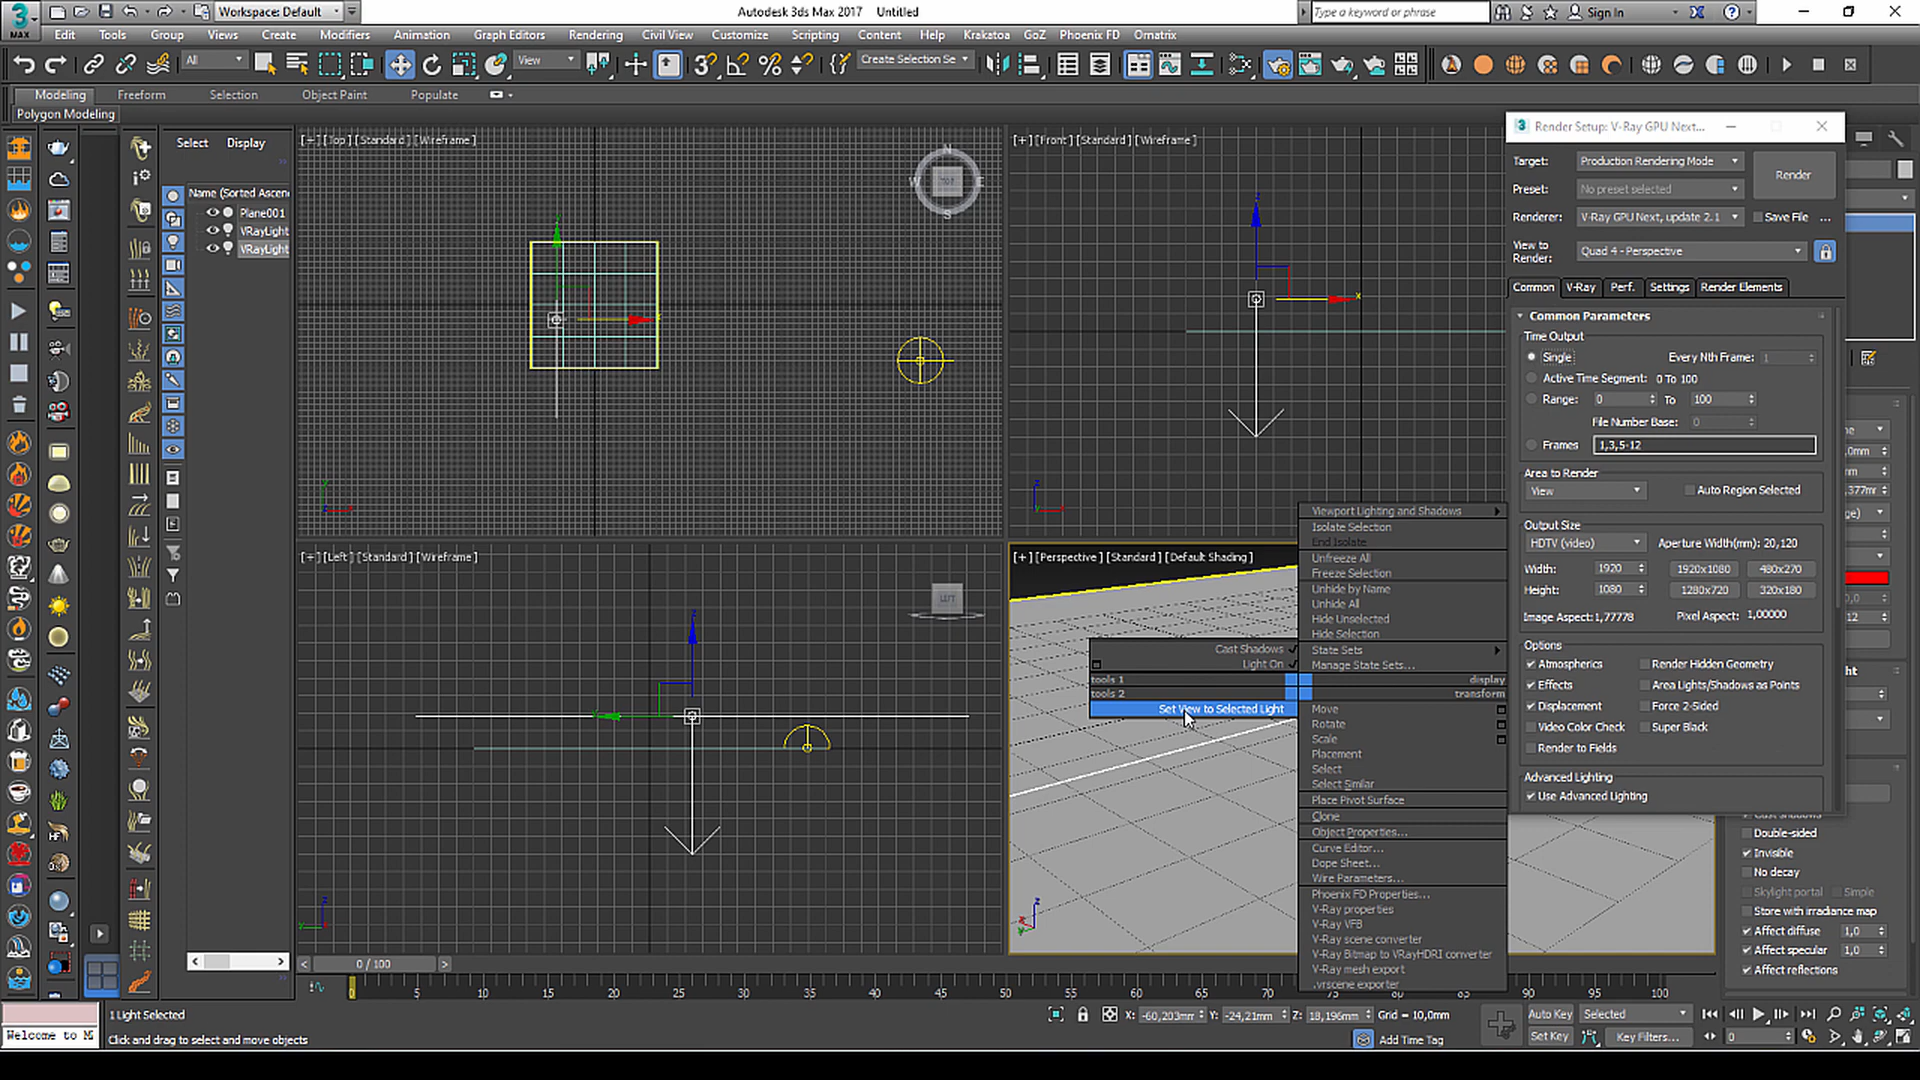 3 MAX
Workspace: Default
Autodesk 3ds Max 2017 Untitled
Type a keyword or phrase
Sign In
Edit Tools Group Views Create Modifiers Animation Graph Editors Rendering Civil View Customize Scripting Content Help Krakatoa GoZ Phoenix FD Ornatrix
All
View
Create Selection Se
Modeling Freeform Selection Object Paint Populate
Polygon Modeling
Select Display
Name (Sorted Ascen
Plane001
VRayLight
VRayLight
[+] [Top] [Standard] [Wireframe]
[+] [Front] [Standard] [Wireframe]
[+] [Left] [Standard] [Wireframe]
[+] [Perspective] [Standard] [Default Shading]
Viewport Lighting and Shadows
Isolate Selection
End Isolate
Unfreeze All
Freeze Selection
Unhide by Name
Unhide All
Hide Unselected
Hide Selection
State Sets
Manage State Sets...
Cast Shadows
Light On
tools 1
tools 2
display
transform
Set View to Selected Light
Move
Rotate
Scale
Placement
Select
Select Similar
Place Pivot Surface
Clone
Object Properties...
Curve Editor...
Dope Sheet...
Wire Parameters...
Phoenix FD Properties...
V-Ray properties
V-Ray VFB
V-Ray scene converter
V-Ray Bitmap to VRayHDRI converter
V-Ray mesh export
.vrscene exporter
Render Setup: V-Ray GPU Next...
Target: Production Rendering Mode
Render
Preset: No preset selected
Renderer: V-Ray GPU Next, update 2.1
Save File ...
View to Render: Quad 4 - Perspective
Common V-Ray Perf. Settings Render Elements
Common Parameters
Time Output
Single Every Nth Frame: 1
Active Time Segment: 0 To 100
Range: 0 To 100
File Number Base: 0
Frames 1,3,5-12
Area to Render
View Auto Region Selected
Output Size
HDTV (video) Aperture Width(mm): 20,120
Width: 1920 1920x1080 480x270
Height: 1080 1280x720 320x180
Image Aspect: 1,77778 Pixel Aspect: 1,00000
Options
Atmospherics Render Hidden Geometry
Effects Area Lights/Shadows as Points
Displacement Force 2-Sided
Video Color Check Super Black
Render to Fields
Advanced Lighting
Use Advanced Lighting
Double-sided
Invisible
No decay
Skylight portal Simple
Store with irradiance map
Affect diffuse 1,0
Affect specular 1,0
Affect reflections
0 / 100
5 10 15 20 25 30 35 40 45 50 55 60 65 70 75 80 85 90 95 100
1 Light Selected
X: -60,203mm Y: -24,21mm Z: 18,196mm Grid = 10,0mm
Auto Key Selected
Welcome to M
Click and drag to select and move objects
Add Time Tag
Set Key Key Filters...
0